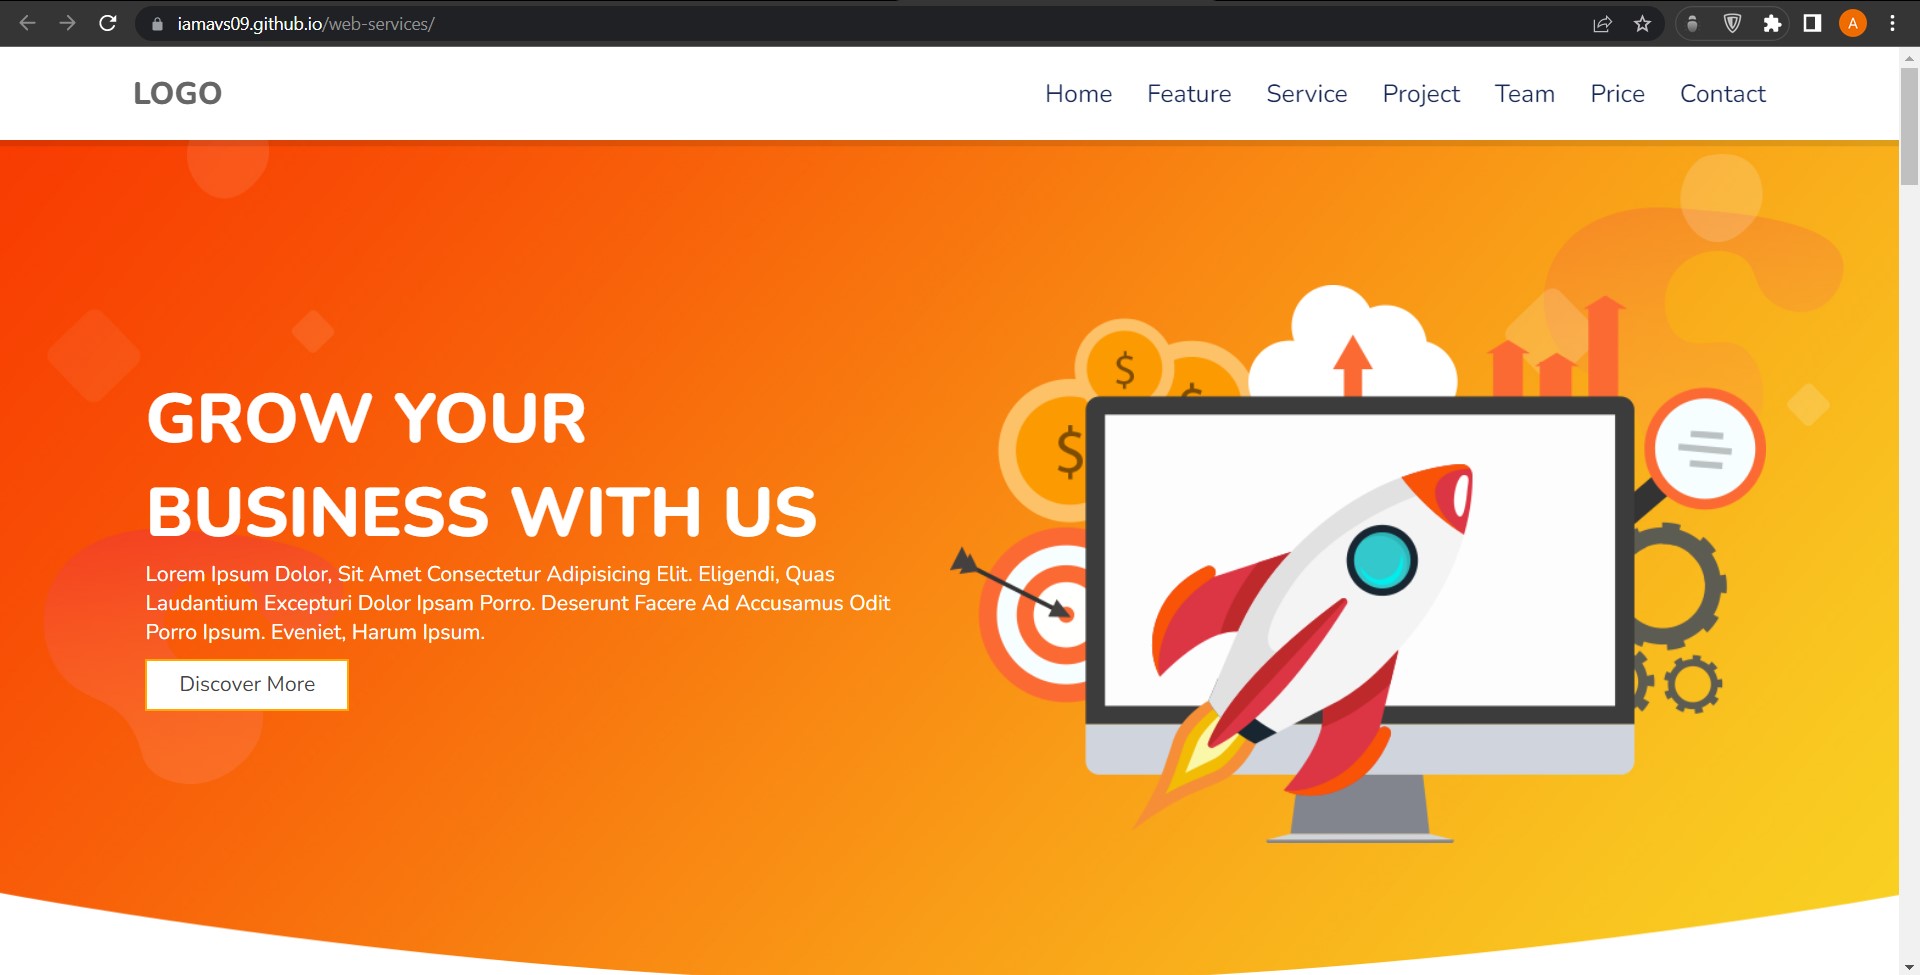 iamavs09.github.io/web-services/
A
LOGO
Home Feature Service Project Team Price Contact
GROW YOUR
BUSINESS WITH US
Lorem Ipsum Dolor, Sit Amet Consectetur Adipisicing Elit. Eligendi, Quas
Laudantium Excepturi Dolor Ipsam Porro. Deserunt Facere Ad Accusamus Odit
Porro Ipsum. Eveniet, Harum Ipsum.
Discover More
$
$
$